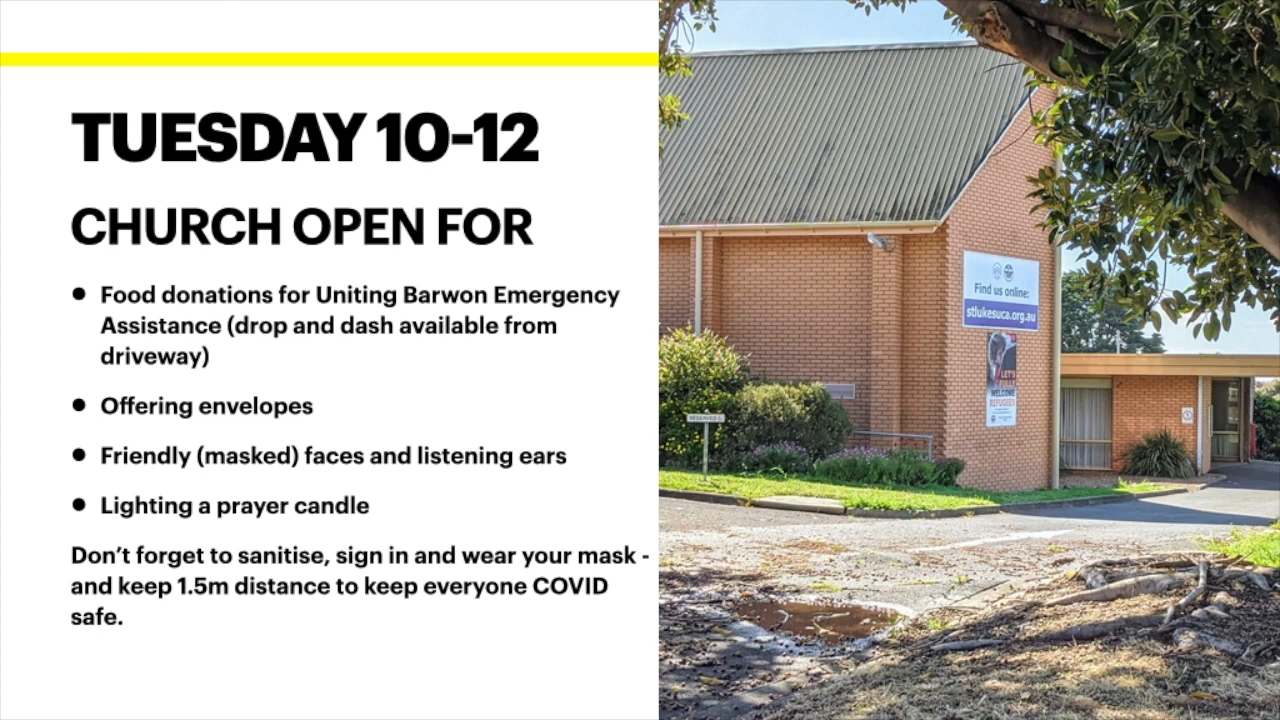 TUESDAY 10-12
CHURCH OPEN FOR
• Food donations for Uniting Barwon Emergency
Assistance (drop and dash available from
driveway)
• Offering envelopes
• Friendly (masked) faces and listening ears
• Lighting a prayer candle
Don’t forget to sanitise, sign in and wear your mask -
and keep 1.5m distance to keep everyone COVID
safe.
Find us online:
stlukesuca.org.au
LET'S
FULLY
WELCOME
REFUGEES
RESERVED